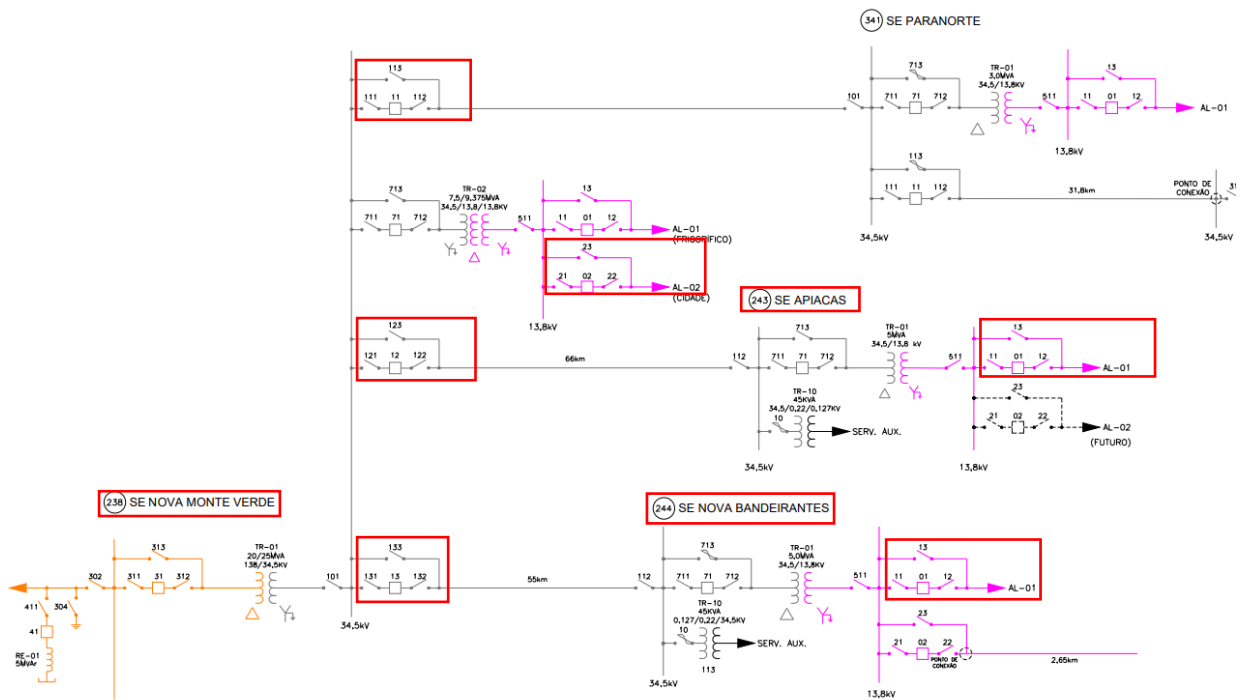 341 SE PARANORTE
113
111 11 112
713
TR-01
3,0MVA
34,5/13,8KV
101
711 71 712
511
13
11 01 12
AL-01
13,8kV
113
111 11 112
31,8km
PONTO DE
CONEXÃO
34,5kV
34,5kV
713
711 71 712
TR-02
7,5/9,375MVA
34,5/13,8/13,8KV
511
13
11 01 12
AL-01
(FRIGORÍFICO)
23
21 02 22
AL-02
(CIDADE)
13,8kV
123
121 12 122
66km
243 SE APIACAS
112
713
711 71 712
TR-01
5MVA
34,5/13,8 kV
511
13
11 01 12
AL-01
TR-10
45KVA
34,5/0,22/0,127KV
10
SERV. AUX.
23
21 02 22
AL-02
(FUTURO)
34,5kV
13,8kV
238 SE NOVA MONTE VERDE
302
313
311 31 312
TR-01
20/25MVA
138/34,5KV
101
411
304
41
RE-01
5MVAr
133
131 13 132
34,5kV
55km
244 SE NOVA BANDEIRANTES
112
713
711 71 712
TR-01
5,0MVA
34,5/13,8KV
511
13
11 01 12
AL-01
TR-10
45KVA
0,127/0,22/34,5KV
10
SERV. AUX.
113
23
21 02 22
PONTO DE
CONEXÃO
2,65km
34,5kV
13,8kV